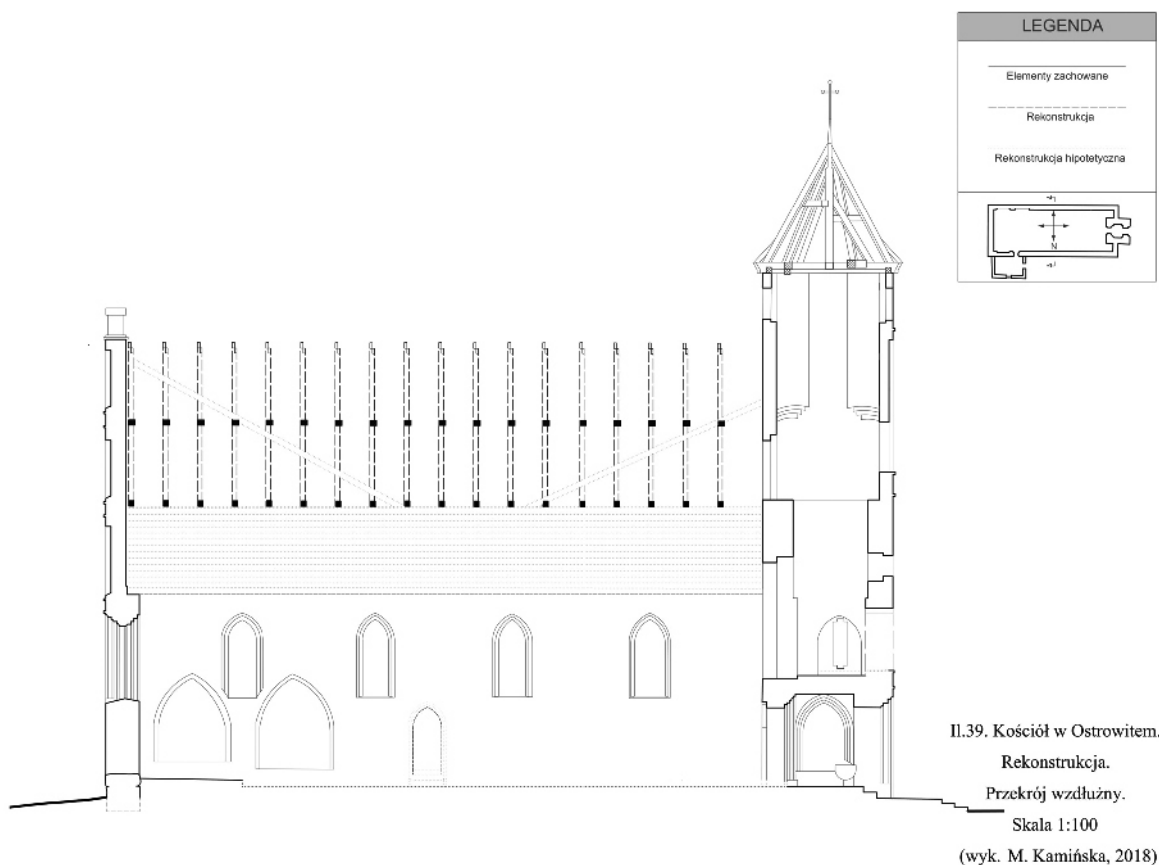 LEGENDA
Elementy zachowane
Rekonstrukcja
Rekonstrukcja hipotetyczna
N
Il.39. Kościół w Ostrowitem.
Rekonstrukcja.
Przekrój wzdłużny.
Skala 1:100
(wyk. M. Kamińska, 2018)